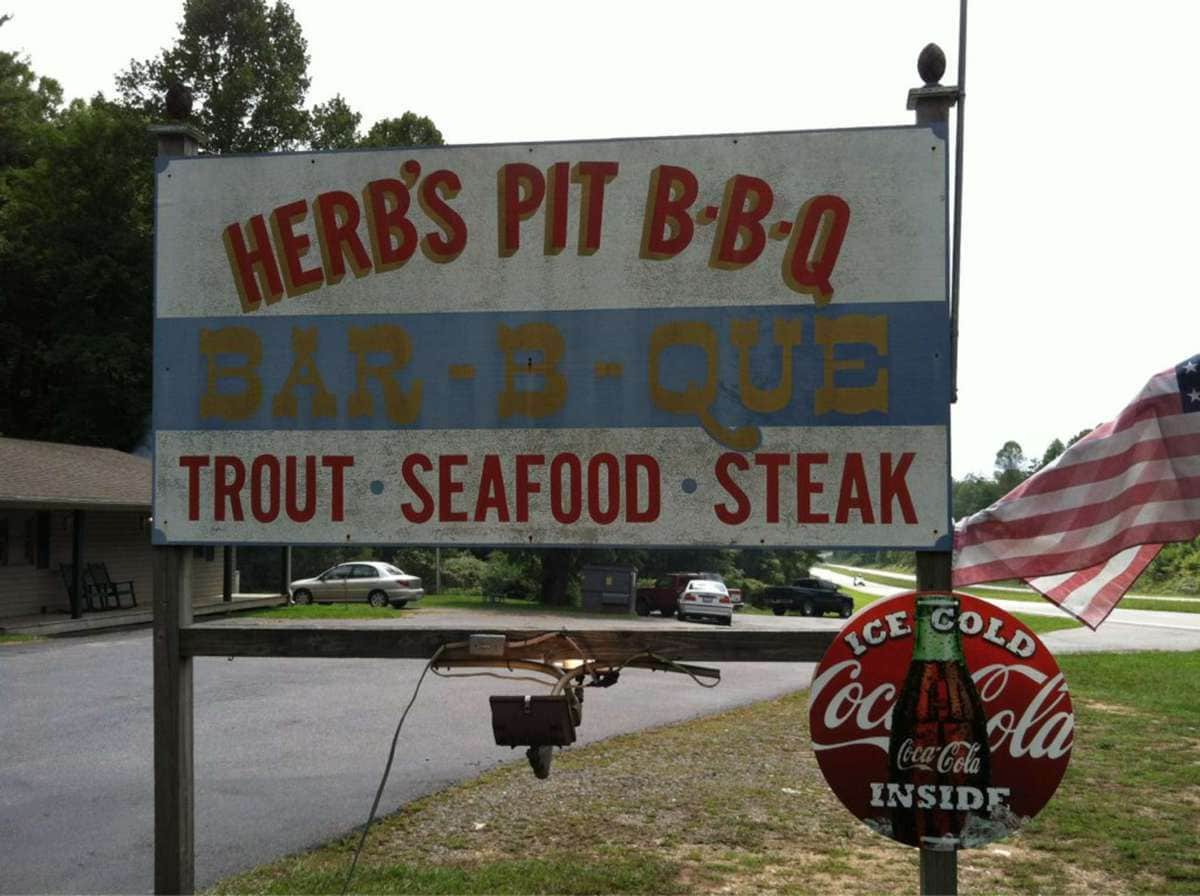 HERB'S PIT B-B-Q
BAR-B-QUE
TROUT • SEAFOOD • STEAK
ICE COLD
Coca-Cola
Coca-Cola
INSIDE